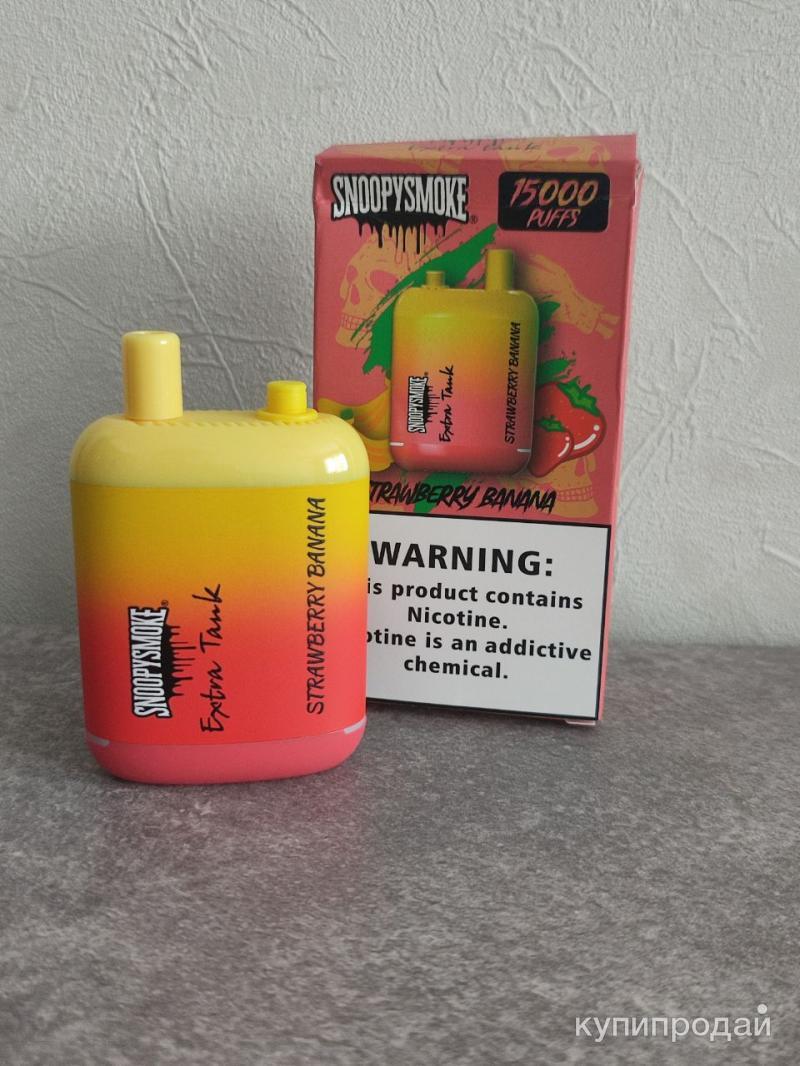 SNOOPYSMOKE®
15000
PUFFS
SNOOPYSMOKE
Extra Tank
STRAWBERRY BANANA
STRAWBERRY BANANA
WARNING:
is product contains
Nicotine.
otine is an addictive
chemical.
SNOOPYSMOKE®
Extra Tank
STRAWBERRY BANANA
купипродай